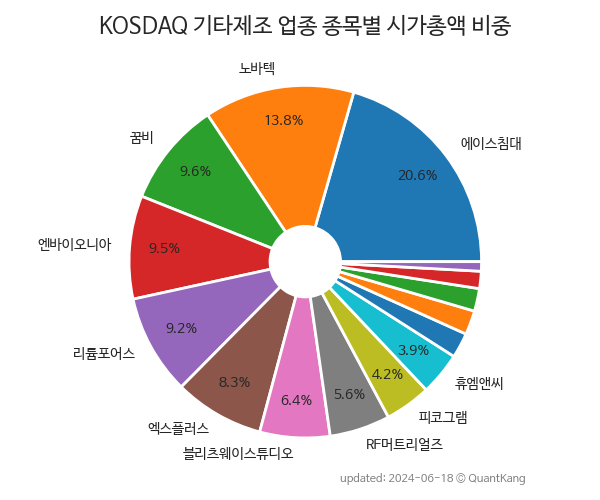 KOSDAQ 기타제조 업종 종목별 시가총액 비중
노바텍
13.8%
꿈비
에이스침대
9.6%
20.6%
엔바이오니아
9.5%
9.2%
3.9%
리튬포어스
8.3%
4.2%
휴엠앤씨
6.4%
5.6%
피코그램
엑스플러스
RF머트리얼즈
블리츠웨이스튜디오
updated: 2024-06-18 © QuantKang